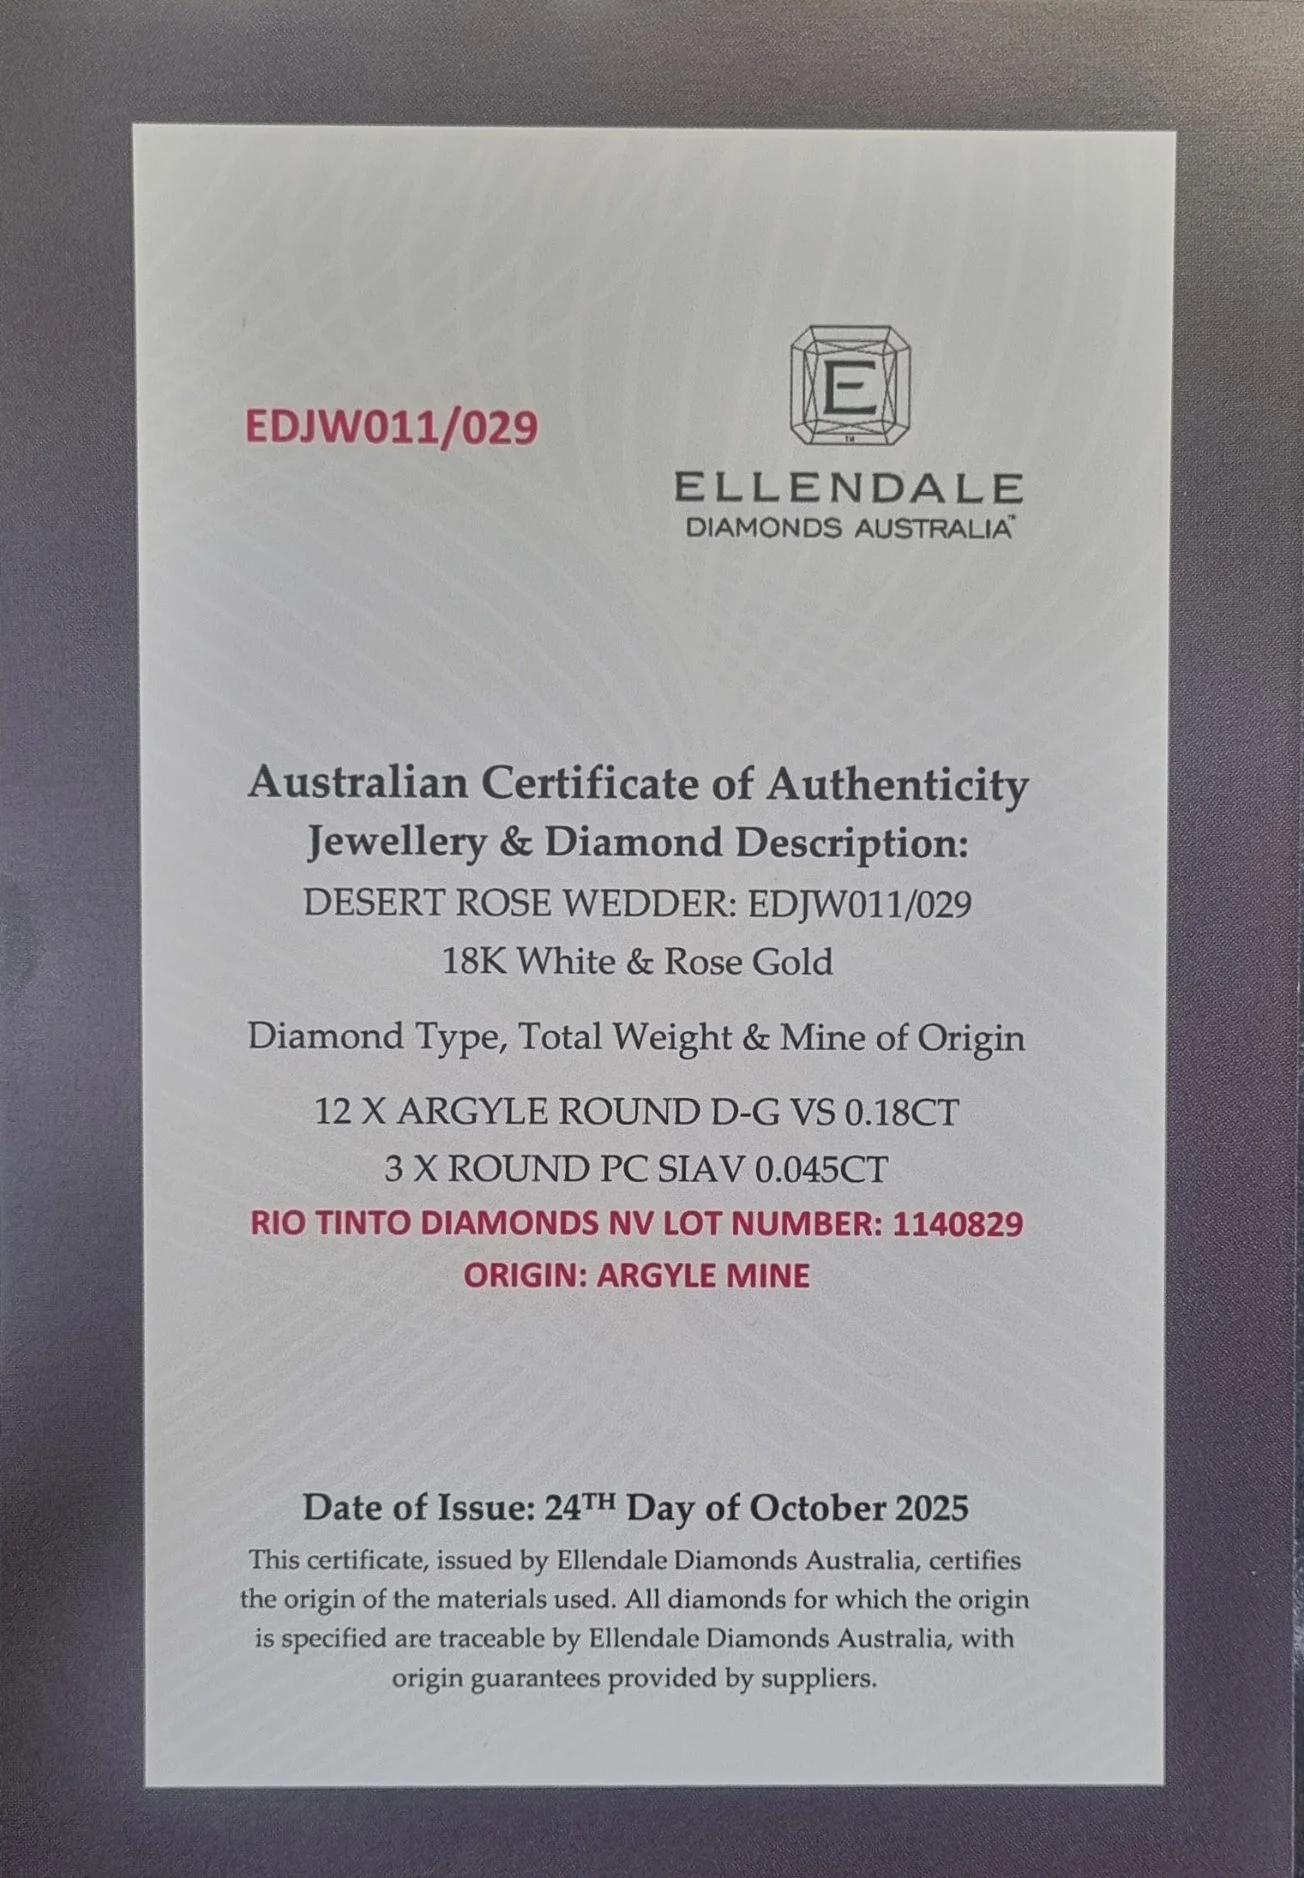 EDJW011/029
E
TM
ELLENDALE
DIAMONDS AUSTRALIA™
Australian Certificate of Authenticity
Jewellery & Diamond Description:
DESERT ROSE WEDDER: EDJW011/029
18K White & Rose Gold
Diamond Type, Total Weight & Mine of Origin
12 X ARGYLE ROUND D-G VS 0.18CT
3 X ROUND PC SIAV 0.045CT
RIO TINTO DIAMONDS NV LOT NUMBER: 1140829
ORIGIN: ARGYLE MINE
Date of Issue: 24TH Day of October 2025
This certificate, issued by Ellendale Diamonds Australia, certifies
the origin of the materials used. All diamonds for which the origin
is specified are traceable by Ellendale Diamonds Australia, with
origin guarantees provided by suppliers.